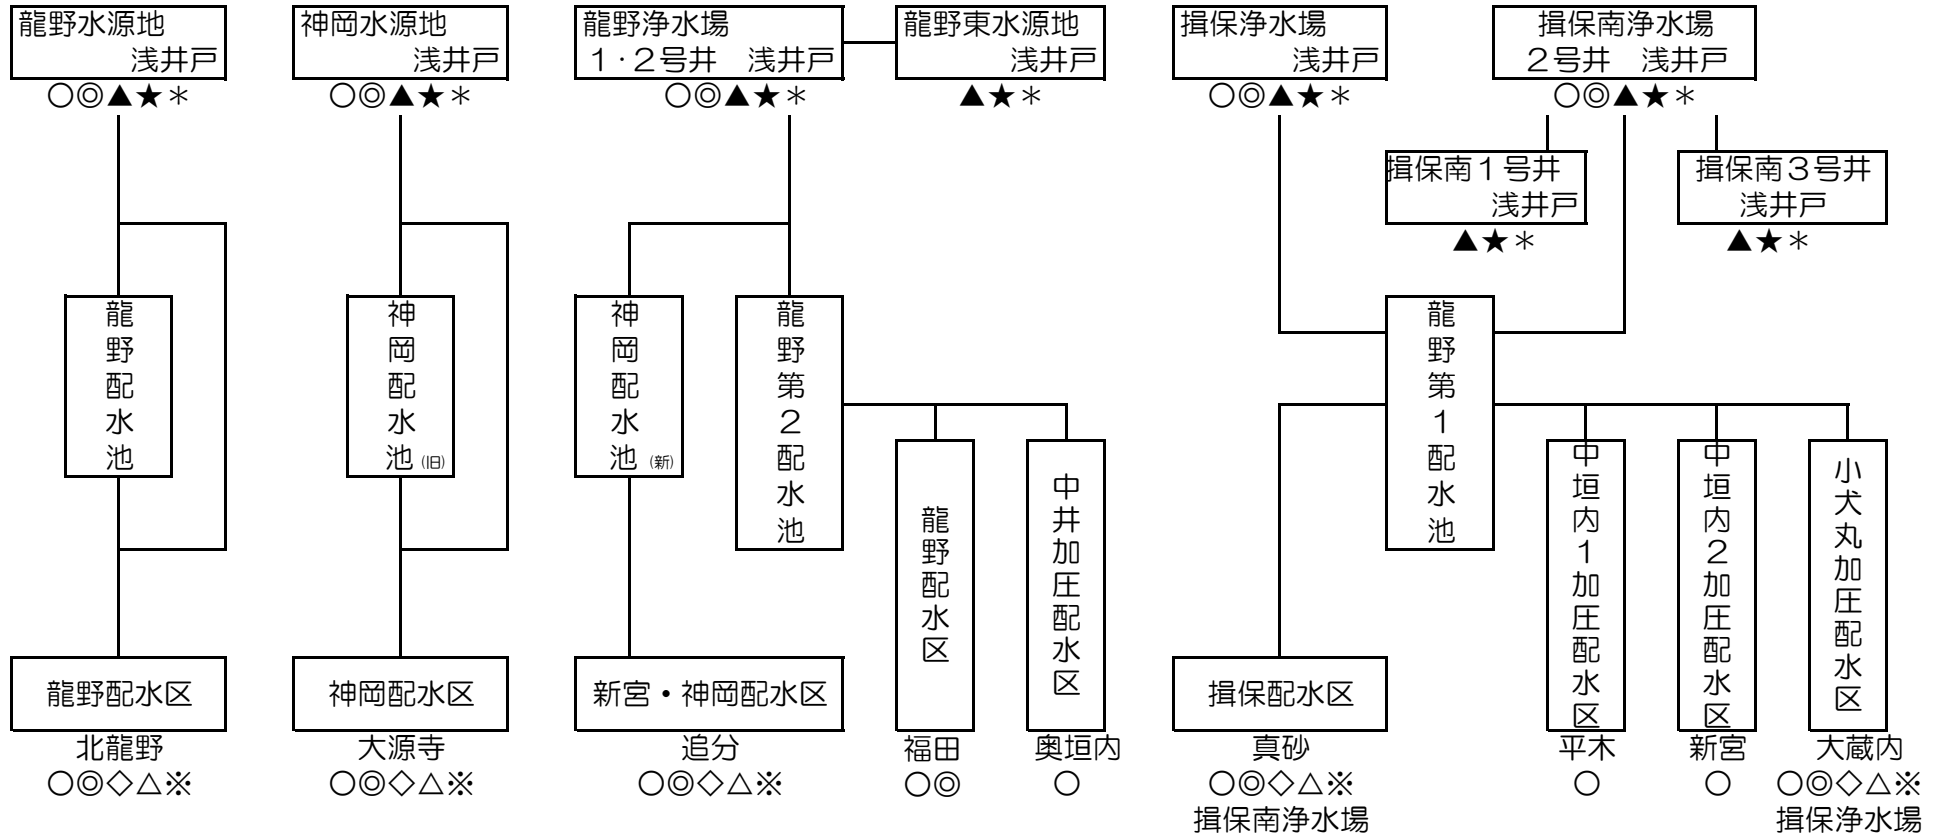 龍野水源地
浅井戸
○◎▲★＊
神岡水源地
浅井戸
○◎▲★＊
龍野浄水場
１・２号井　浅井戸
○◎▲★＊
龍野東水源地
浅井戸
▲★＊
揖保浄水場
浅井戸
○◎▲★＊
揖保南浄水場
２号井　浅井戸
○◎▲★＊
揖保南１号井
浅井戸
▲★＊
揖保南３号井
浅井戸
▲★＊
龍野配水池
神岡配水池(旧)
神岡配水池(新)
龍野第２配水池
龍野第１配水池
龍野配水区
中井加圧配水区
中垣内１加圧配水区
中垣内２加圧配水区
小犬丸加圧配水区
龍野配水区
北龍野
○◎◇△※
神岡配水区
大源寺
○◎◇△※
新宮・神岡配水区
追分
○◎◇△※
福田
○◎
奥垣内
○
揖保配水区
真砂
○◎◇△※
揖保南浄水場
平木
○
新宮
○
大蔵内
○◎◇△※
揖保浄水場